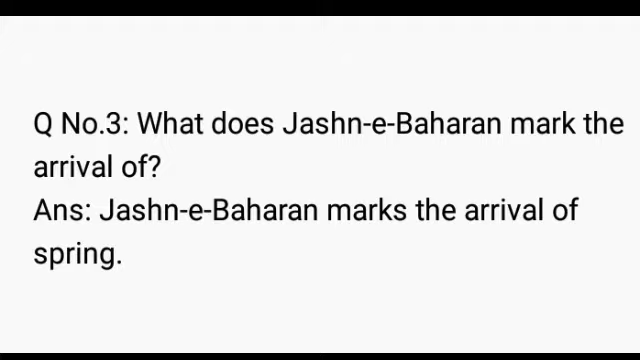 Q No.3: What does Jashn-e-Baharan mark the
arrival of?
Ans: Jashn-e-Baharan marks the arrival of
spring.